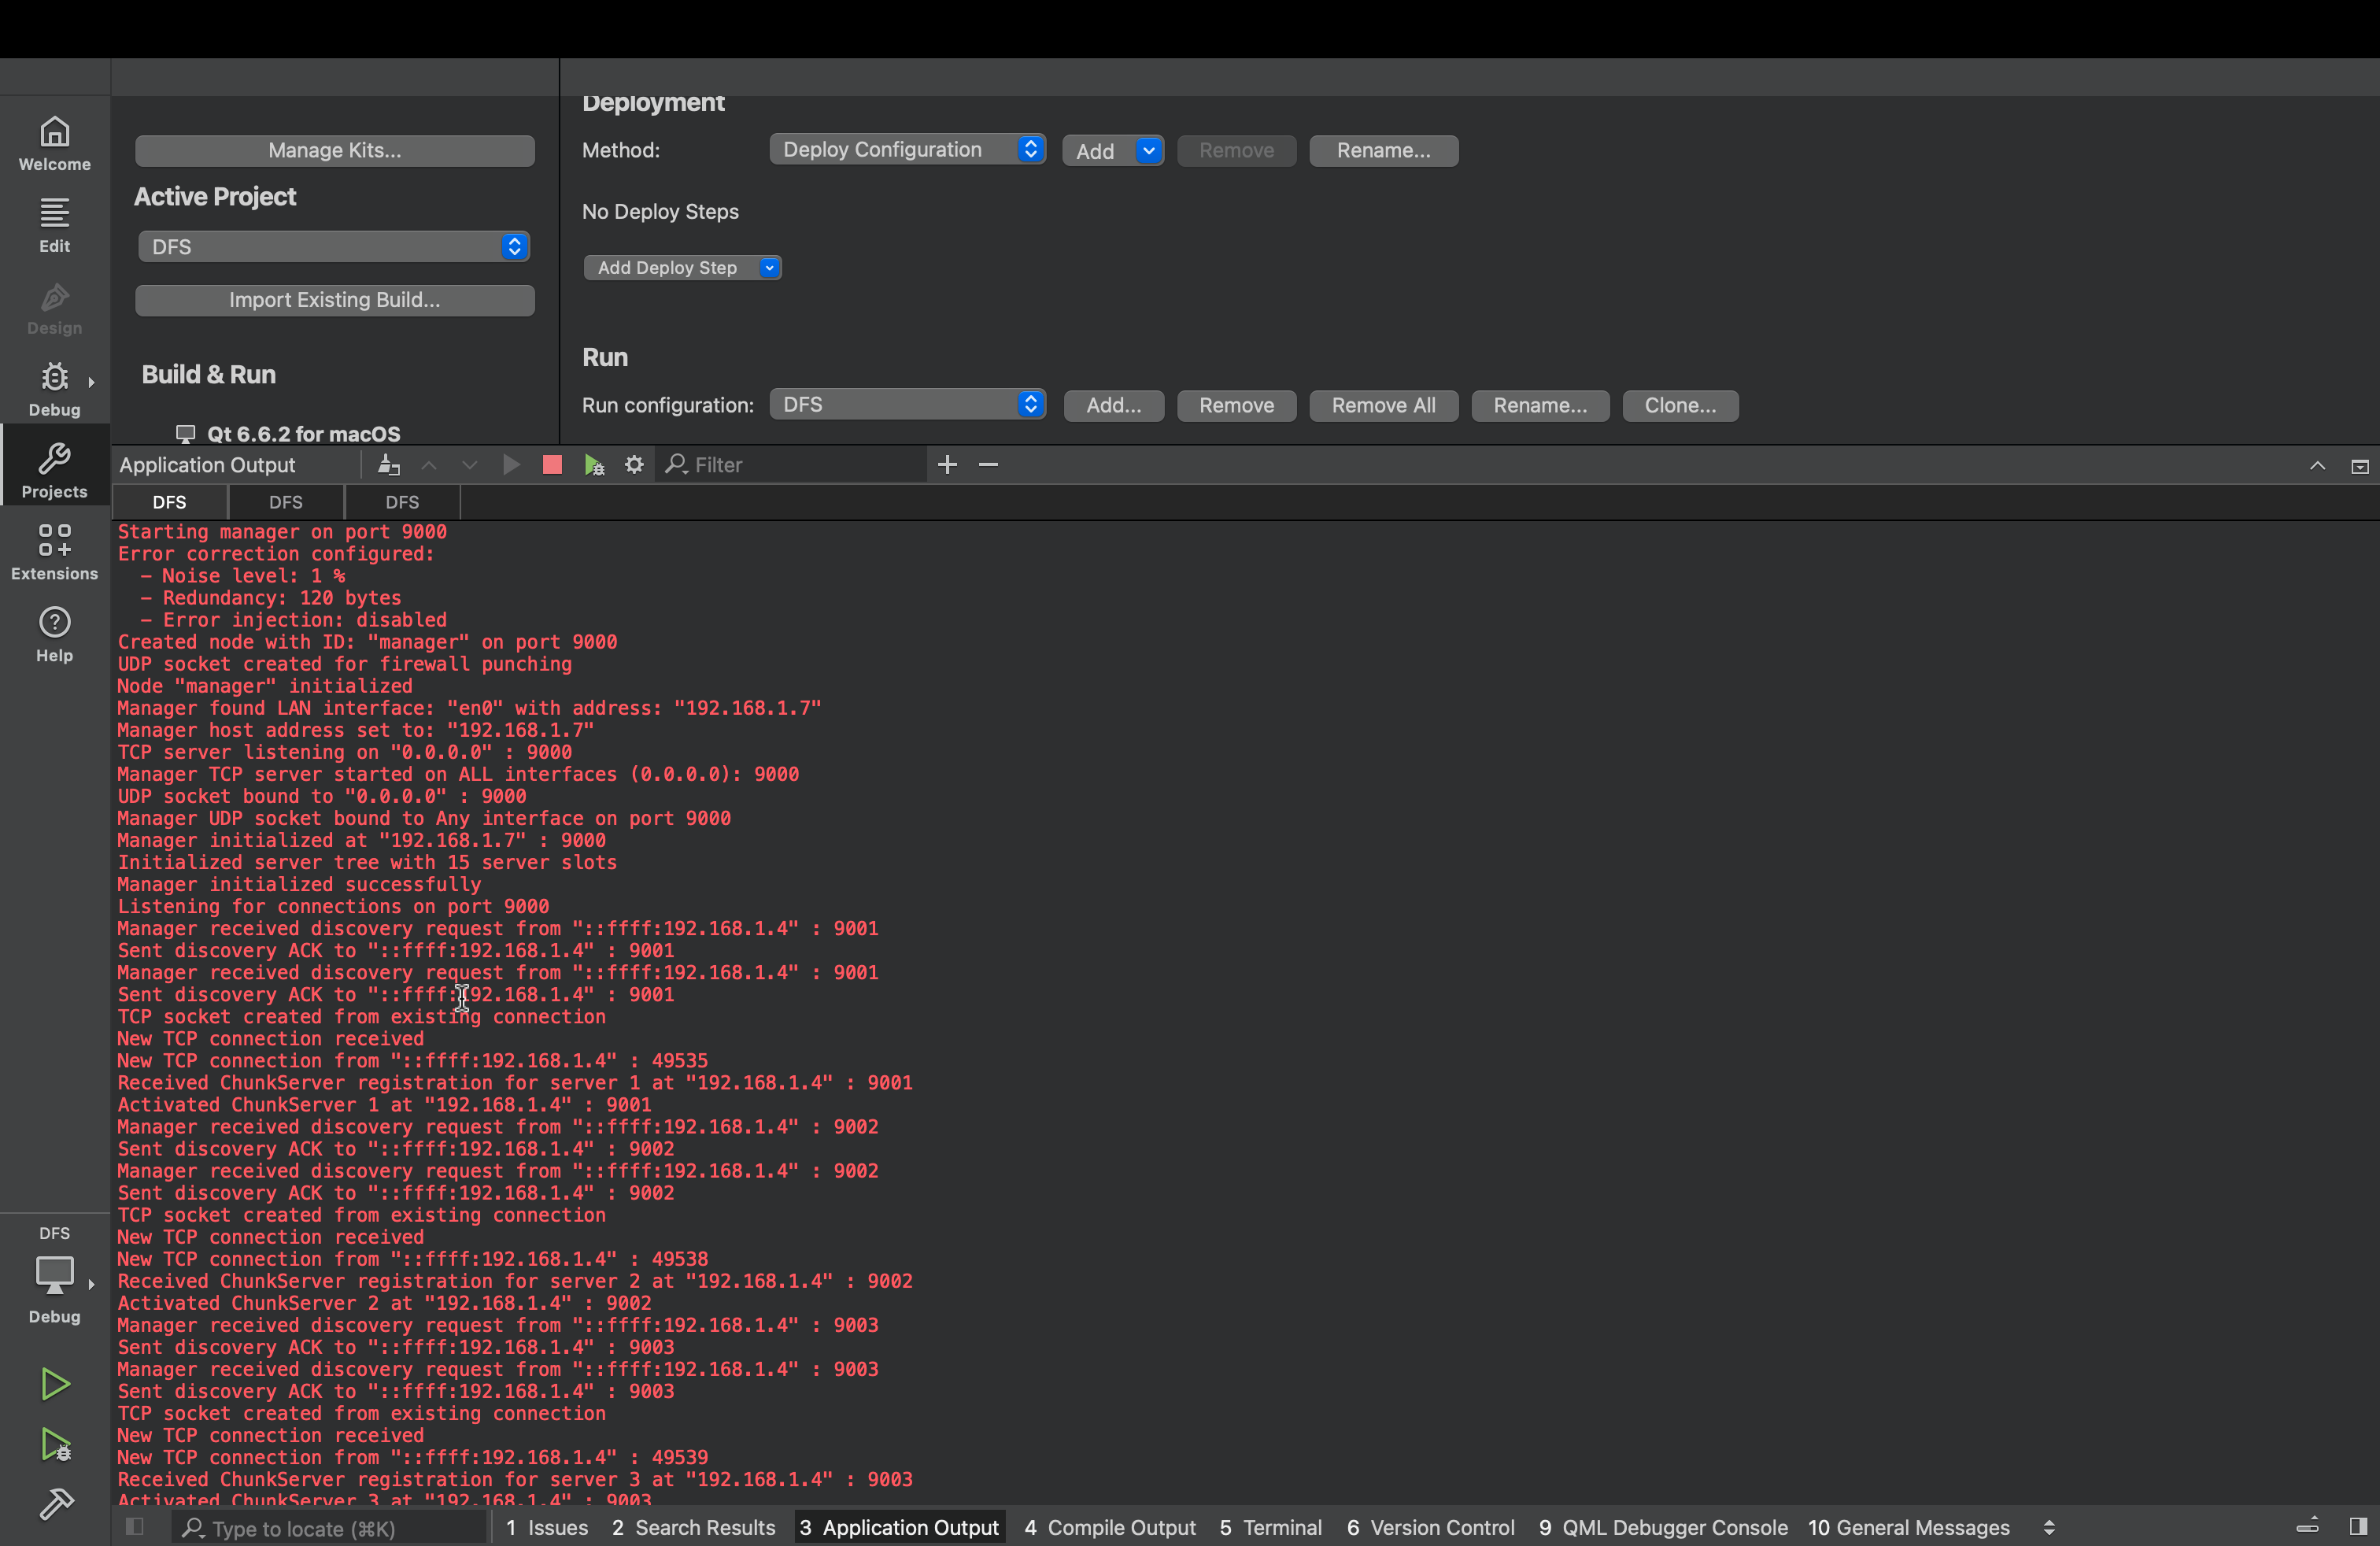 Welcome
Edit
Design
Debug
Projects
Extensions
Help
DFS
Debug
Manage Kits...
Active Project
DFS
Import Existing Build...
Build & Run
Qt 6.6.2 for macOS
Deployment
Method: Deploy Configuration Add Remove Rename...
No Deploy Steps
Add Deploy Step
Run
Run configuration: DFS Add... Remove Remove All Rename... Clone...
Application Output Filter
DFS DFS DFS
Starting manager on port 9000
Error correction configured:
- Noise level: 1 %
- Redundancy: 120 bytes
- Error injection: disabled
Created node with ID: "manager" on port 9000
UDP socket created for firewall punching
Node "manager" initialized
Manager found LAN interface: "en0" with address: "192.168.1.7"
Manager host address set to: "192.168.1.7"
TCP server listening on "0.0.0.0" : 9000
Manager TCP server started on ALL interfaces (0.0.0.0): 9000
UDP socket bound to "0.0.0.0" : 9000
Manager UDP socket bound to Any interface on port 9000
Manager initialized at "192.168.1.7" : 9000
Initialized server tree with 15 server slots
Manager initialized successfully
Listening for connections on port 9000
Manager received discovery request from "::ffff:192.168.1.4" : 9001
Sent discovery ACK to "::ffff:192.168.1.4" : 9001
Manager received discovery request from "::ffff:192.168.1.4" : 9001
Sent discovery ACK to "::ffff:192.168.1.4" : 9001
TCP socket created from existing connection
New TCP connection received
New TCP connection from "::ffff:192.168.1.4" : 49535
Received ChunkServer registration for server 1 at "192.168.1.4" : 9001
Activated ChunkServer 1 at "192.168.1.4" : 9001
Manager received discovery request from "::ffff:192.168.1.4" : 9002
Sent discovery ACK to "::ffff:192.168.1.4" : 9002
Manager received discovery request from "::ffff:192.168.1.4" : 9002
Sent discovery ACK to "::ffff:192.168.1.4" : 9002
TCP socket created from existing connection
New TCP connection received
New TCP connection from "::ffff:192.168.1.4" : 49538
Received ChunkServer registration for server 2 at "192.168.1.4" : 9002
Activated ChunkServer 2 at "192.168.1.4" : 9002
Manager received discovery request from "::ffff:192.168.1.4" : 9003
Sent discovery ACK to "::ffff:192.168.1.4" : 9003
Manager received discovery request from "::ffff:192.168.1.4" : 9003
Sent discovery ACK to "::ffff:192.168.1.4" : 9003
TCP socket created from existing connection
New TCP connection received
New TCP connection from "::ffff:192.168.1.4" : 49539
Received ChunkServer registration for server 3 at "192.168.1.4" : 9003
Activated ChunkServer 3 at "192.168.1.4" : 9003
Type to locate (⌘K) 1 Issues 2 Search Results 3 Application Output 4 Compile Output 5 Terminal 6 Version Control 9 QML Debugger Console 10 General Messages